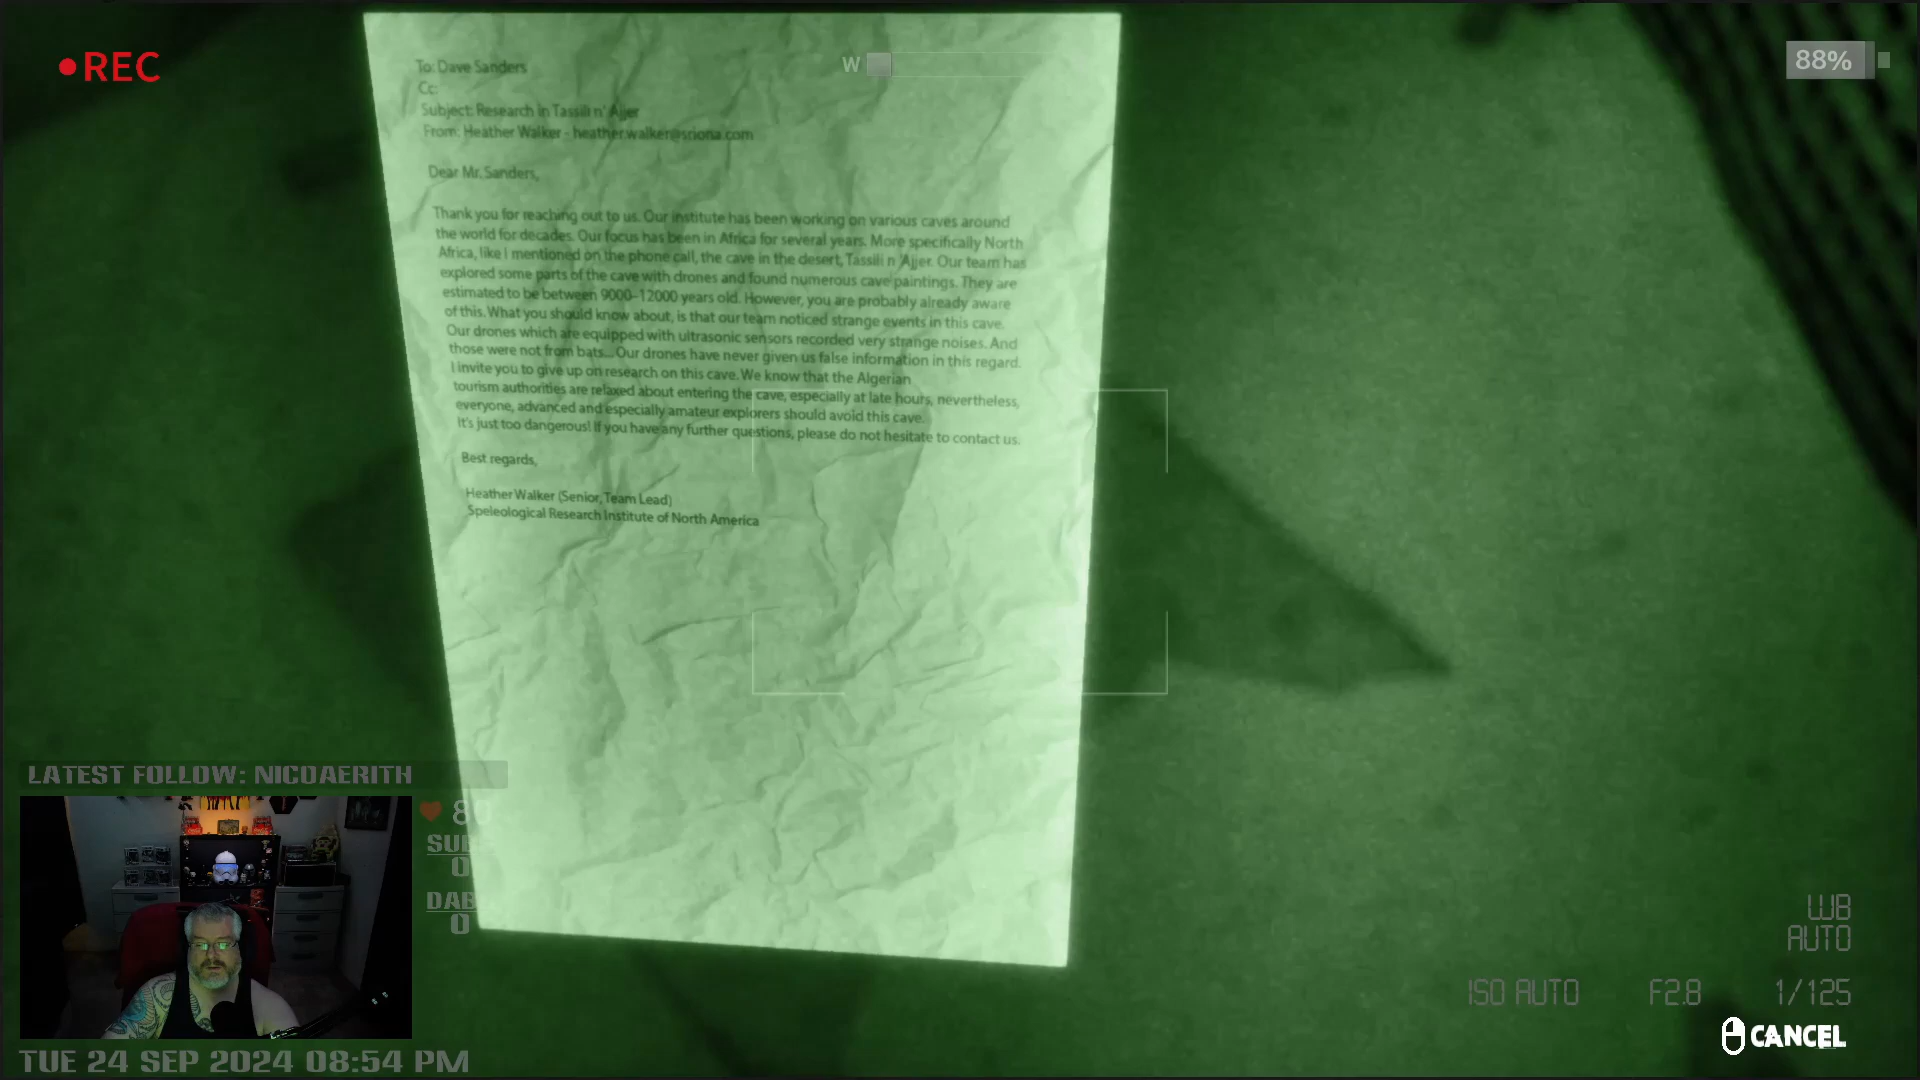 REC
W
88%
To: Dave Sanders
Cc:
Subject: Research in Tassili n' Ajjer
From: Heather Walker - heather.walker@sriona.com
Dear Mr. Sanders,
Thank you for reaching out to us. Our institute has been working on various caves around
the world for decades. Our focus has been in Africa for several years. More specifically North
Africa, like I mentioned on the phone call, the cave in the desert, Tassili n 'Ajjer. Our team has
explored some parts of the cave with drones and found numerous cave paintings. They are
estimated to be between 9000–12000 years old. However, you are probably already aware
of this. What you should know about, is that our team noticed strange events in this cave.
Our drones which are equipped with ultrasonic sensors recorded very strange noises. And
those were not from bats... Our drones have never given us false information in this regard.
I invite you to give up on research on this cave. We know that the Algerian
tourism authorities are relaxed about entering the cave, especially at late hours, nevertheless,
everyone, advanced and especially amateur explorers should avoid this cave.
It's just too dangerous! If you have any further questions, please do not hesitate to contact us.
Best regards,
Heather Walker (Senior, Team Lead)
Speleological Research Institute of North America
LATEST FOLLOW: NICOAERITH
SUB
0
DAB
0
WB
AUTO
ISO AUTO F2.8 1/125
CANCEL
TUE 24 SEP 2024 08:54 PM